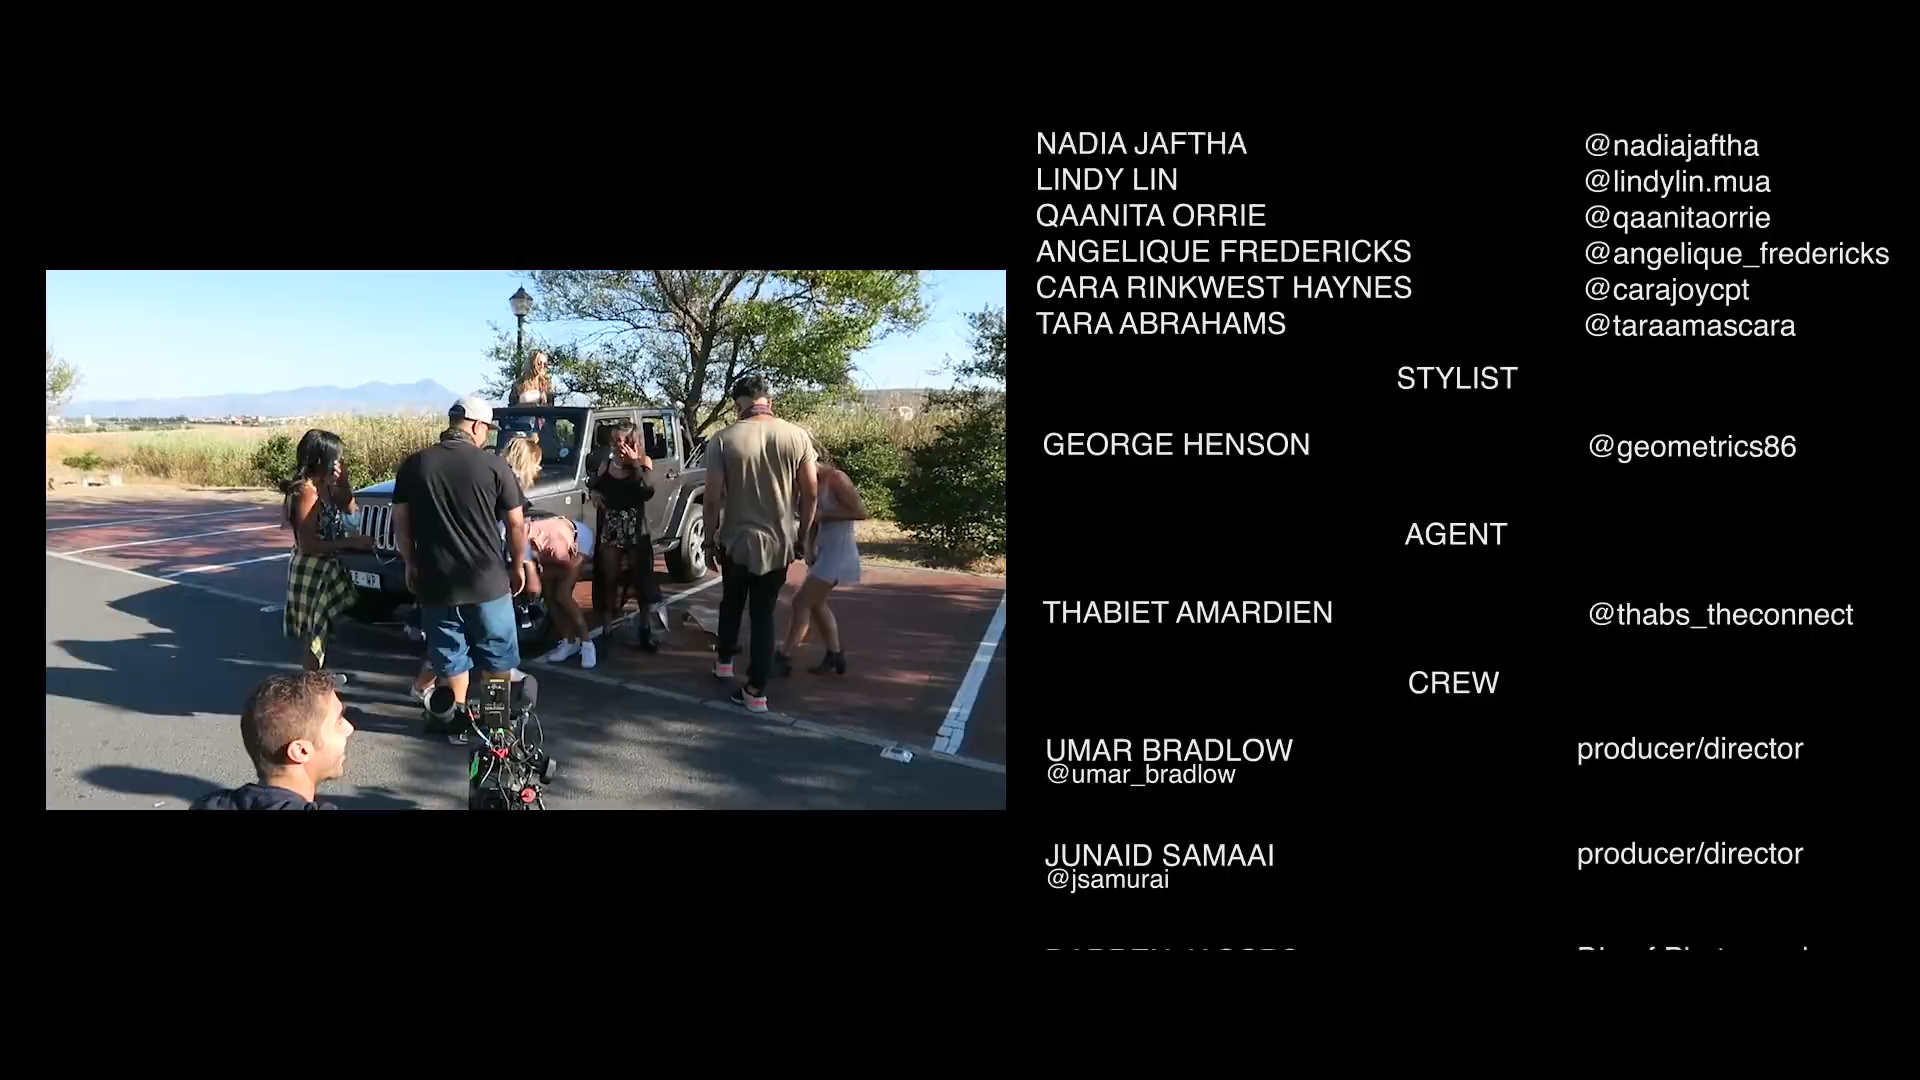 NADIA JAFTHA @nadiajaftha
LINDY LIN @lindylin.mua
QAANITA ORRIE @qaanitaorrie
ANGELIQUE FREDERICKS @angelique_fredericks
CARA RINKWEST HAYNES @carajoycpt
TARA ABRAHAMS @taraamascara
STYLIST
GEORGE HENSON @geometrics86
AGENT
THABIET AMARDIEN @thabs_theconnect
CREW
UMAR BRADLOW producer/director
@umar_bradlow
JUNAID SAMAAI producer/director
@jsamurai